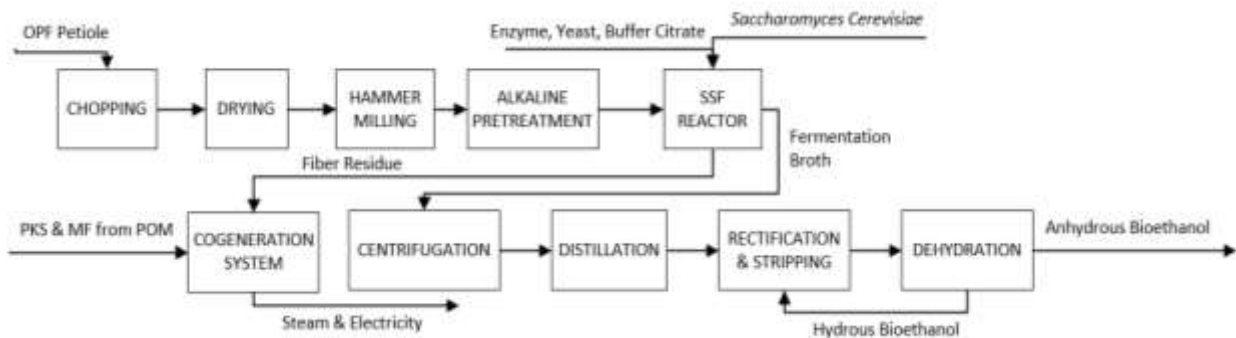 OPF Petiole
Enzyme, Yeast, Buffer Citrate
Saccharomyces Cerevisiae
CHOPPING
DRYING
HAMMER
MILLING
ALKALINE
PRETREATMENT
SSF
REACTOR
Fermentation
Broth
Fiber Residue
PKS & MF from POM
COGENERATION
SYSTEM
CENTRIFUGATION
DISTILLATION
RECTIFICATION
& STRIPPING
DEHYDRATION
Anhydrous Bioethanol
Steam & Electricity
Hydrous Bioethanol